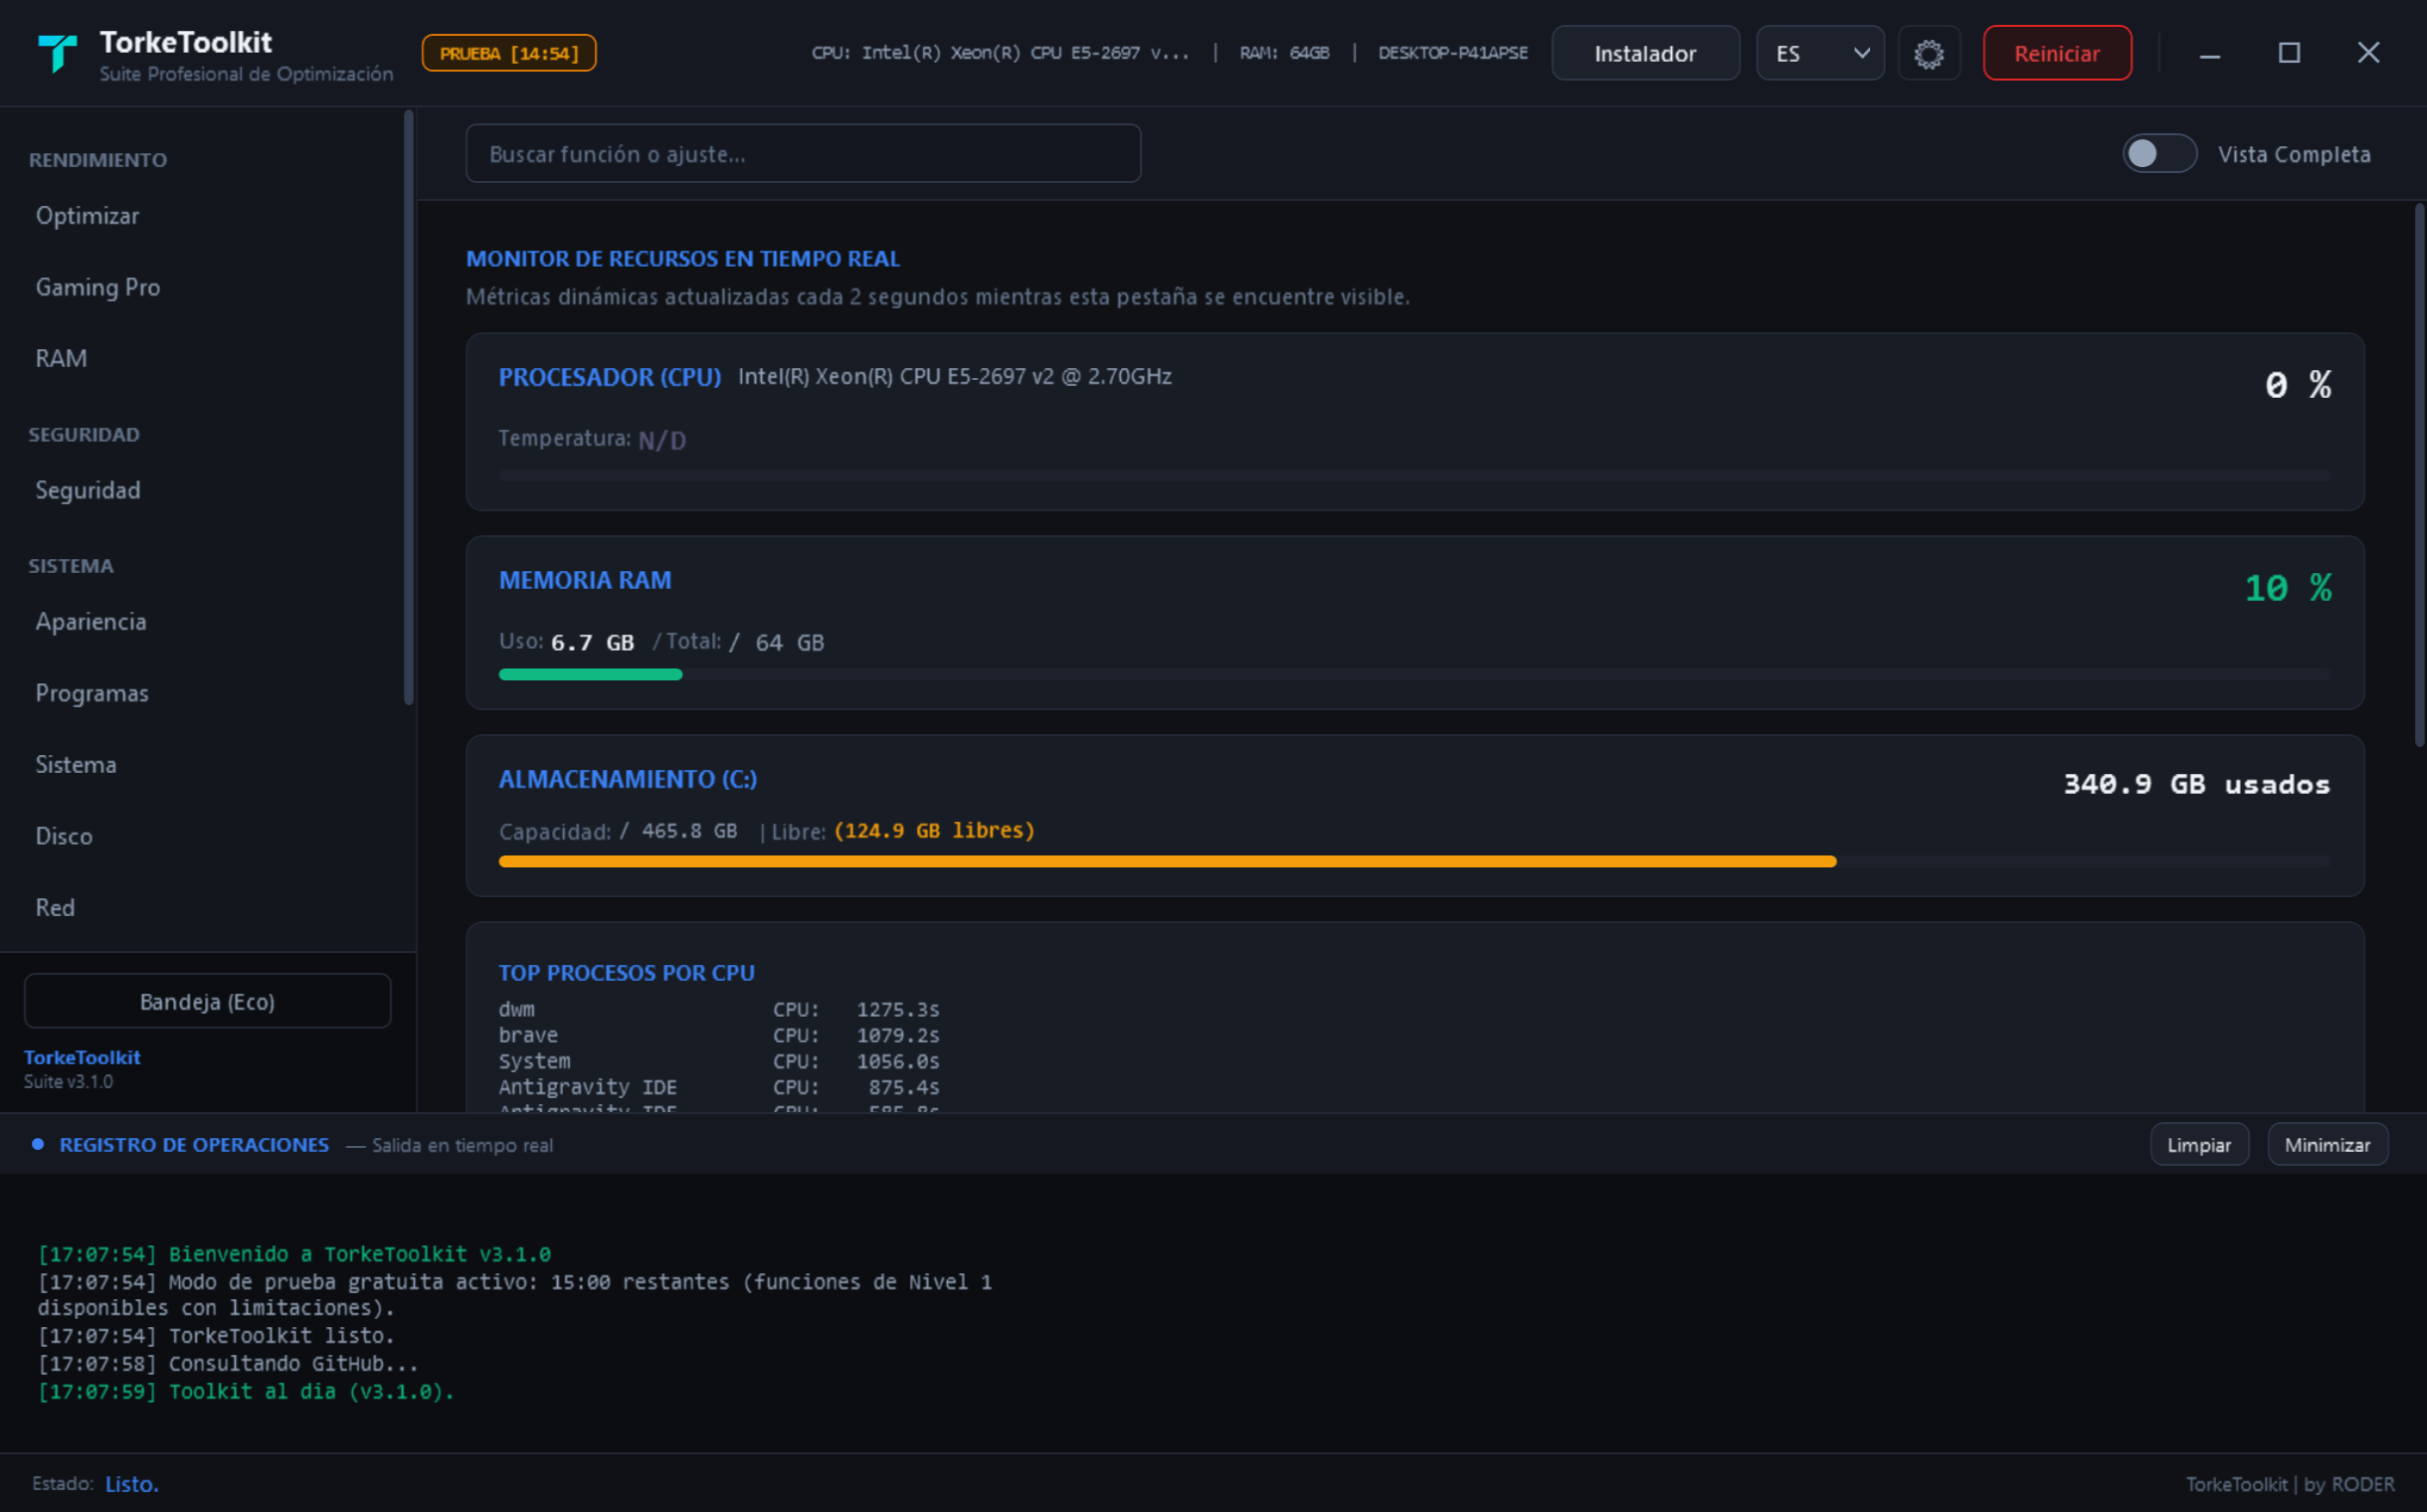 TorkeToolkit
Suite Profesional de Optimización
PRUEBA [14:54]
CPU: Intel(R) Xeon(R) CPU E5-2697 v... | RAM: 64GB | DESKTOP-P41APSE
Instalador
ES
Reiniciar
RENDIMIENTO
Optimizar
Gaming Pro
RAM
SEGURIDAD
Seguridad
SISTEMA
Apariencia
Programas
Sistema
Disco
Red
Bandeja (Eco)
TorkeToolkit
Suite v3.1.0
Buscar función o ajuste...
Vista Completa
MONITOR DE RECURSOS EN TIEMPO REAL
Métricas dinámicas actualizadas cada 2 segundos mientras esta pestaña se encuentre visible.
PROCESADOR (CPU) Intel(R) Xeon(R) CPU E5-2697 v2 @ 2.70GHz
0 %
Temperatura: N/D
MEMORIA RAM
10 %
Uso: 6.7 GB / Total: / 64 GB
ALMACENAMIENTO (C:)
340.9 GB usados
Capacidad: / 465.8 GB | Libre: (124.9 GB libres)
TOP PROCESOS POR CPU
dwm CPU: 1275.3s
brave CPU: 1079.2s
System CPU: 1056.0s
Antigravity IDE CPU: 875.4s
Antigravity IDE CPU: 585.8s
REGISTRO DE OPERACIONES — Salida en tiempo real
Limpiar
Minimizar
[17:07:54] Bienvenido a TorkeToolkit v3.1.0
[17:07:54] Modo de prueba gratuita activo: 15:00 restantes (funciones de Nivel 1
disponibles con limitaciones).
[17:07:54] TorkeToolkit listo.
[17:07:58] Consultando GitHub...
[17:07:59] Toolkit al dia (v3.1.0).
Estado: Listo.
TorkeToolkit | by RODER